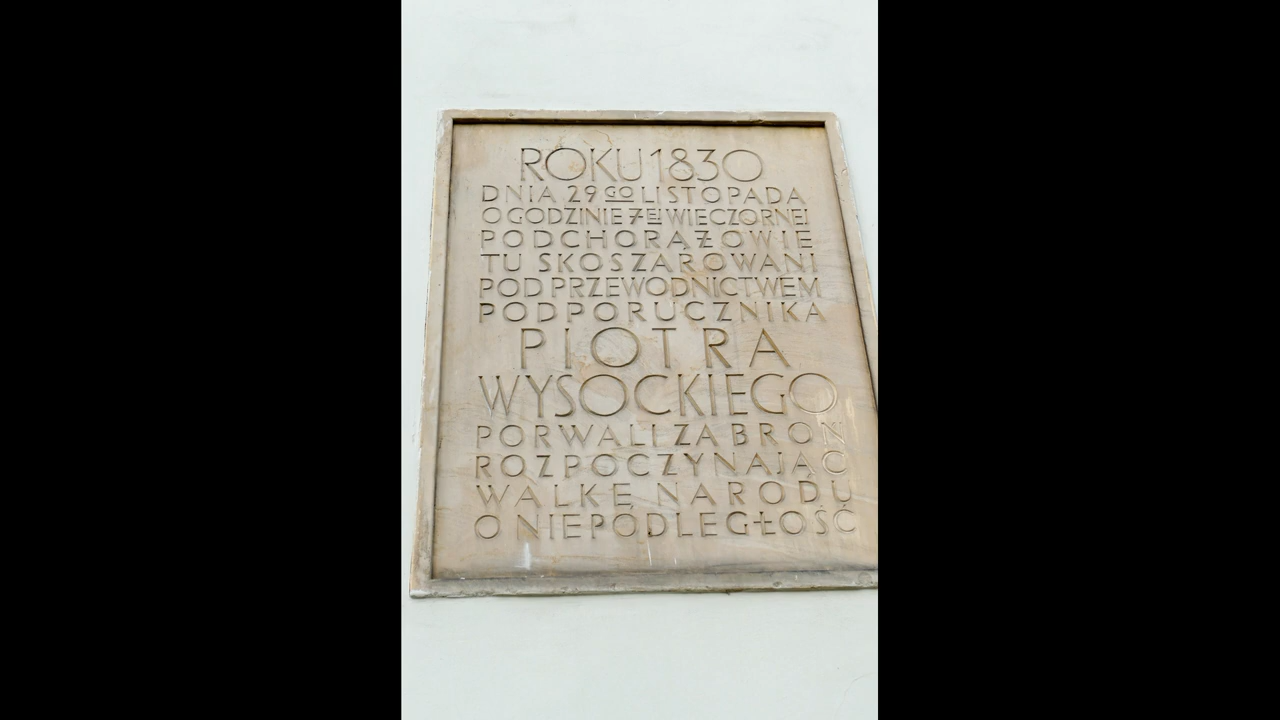 ROKU 1830
DNIA 29GO LISTOPADA
O GODZINIE 7EJ WIECZORNEJ
PODCHORĄŻOWIE
TU SKOSZAROWANI
POD PRZEWODNICTWEM
PODPORUCZNIKA
PIOTRA
WYSOCKIEGO
PORWALI ZA BROŃ
ROZPOCZYNAJĄC
WALKĘ NARODU
O NIEPODLEGŁOŚĆ